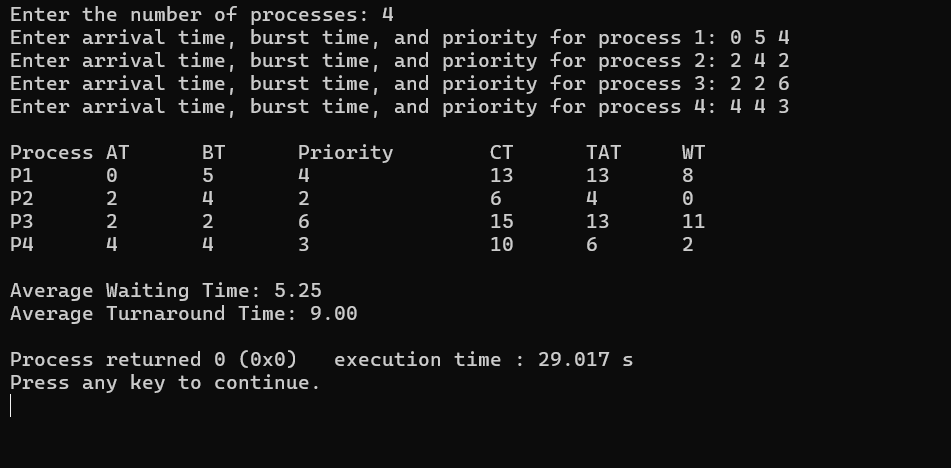 Enter the number of processes: 4
Enter arrival time, burst time, and priority for process 1: 0 5 4
Enter arrival time, burst time, and priority for process 2: 2 4 2
Enter arrival time, burst time, and priority for process 3: 2 2 6
Enter arrival time, burst time, and priority for process 4: 4 4 3
Process AT BT Priority CT TAT WT
P1 0 5 4 13 13 8
P2 2 4 2 6 4 0
P3 2 2 6 15 13 11
P4 4 4 3 10 6 2
Average Waiting Time: 5.25
Average Turnaround Time: 9.00
Process returned 0 (0x0) execution time : 29.017 s
Press any key to continue.